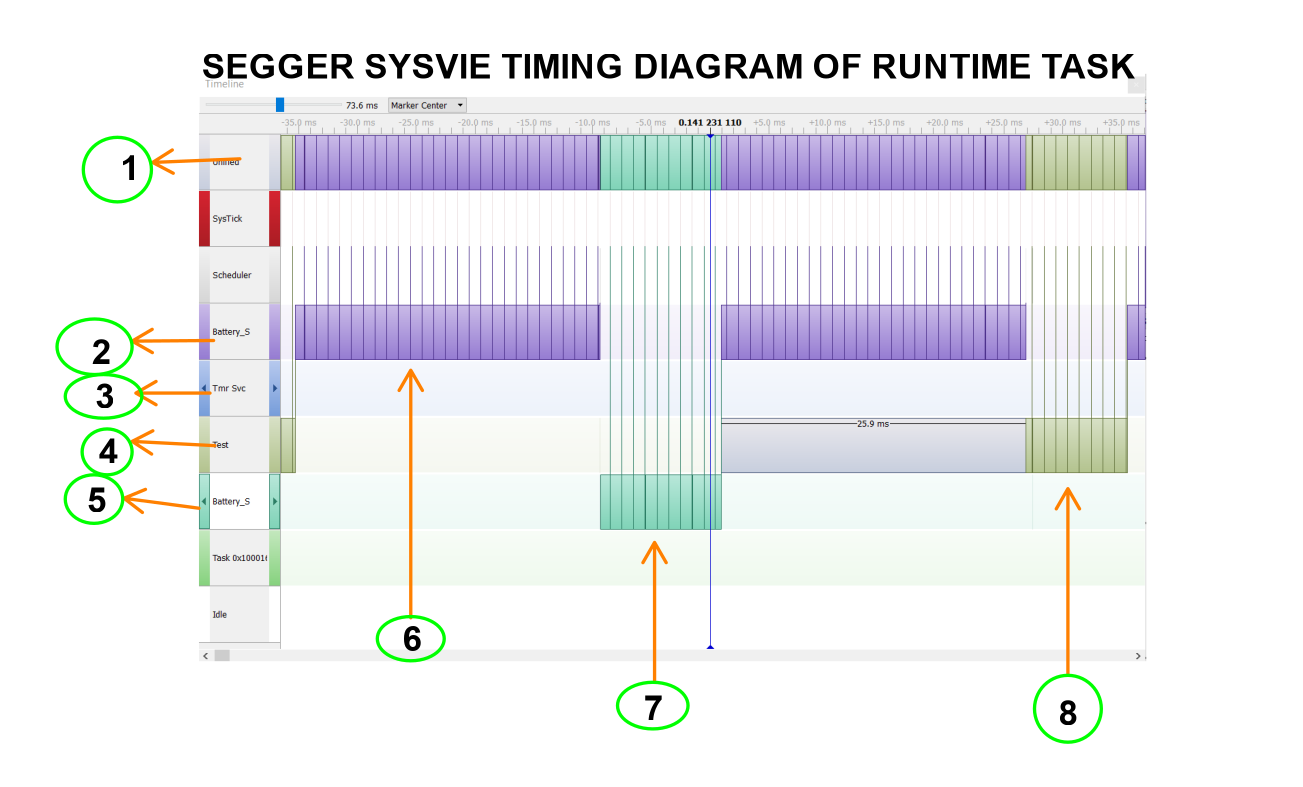 SEGGER SYSVIE TIMING DIAGRAM OF RUNTIME TASK
Timeline
73.6 ms Marker Center
-35.0 ms -30.0 ms -25.0 ms -20.0 ms -15.0 ms -10.0 ms -5.0 ms 0.141 231 110 +5.0 ms +10.0 ms +15.0 ms +20.0 ms +25.0 ms +30.0 ms +35.0 ms
1 Unified
SysTick
Scheduler
2 Battery_S
3 Tmr Svc
4 Test 25.9 ms
5 Battery_S
Task 0x10001
Idle
6
7
8